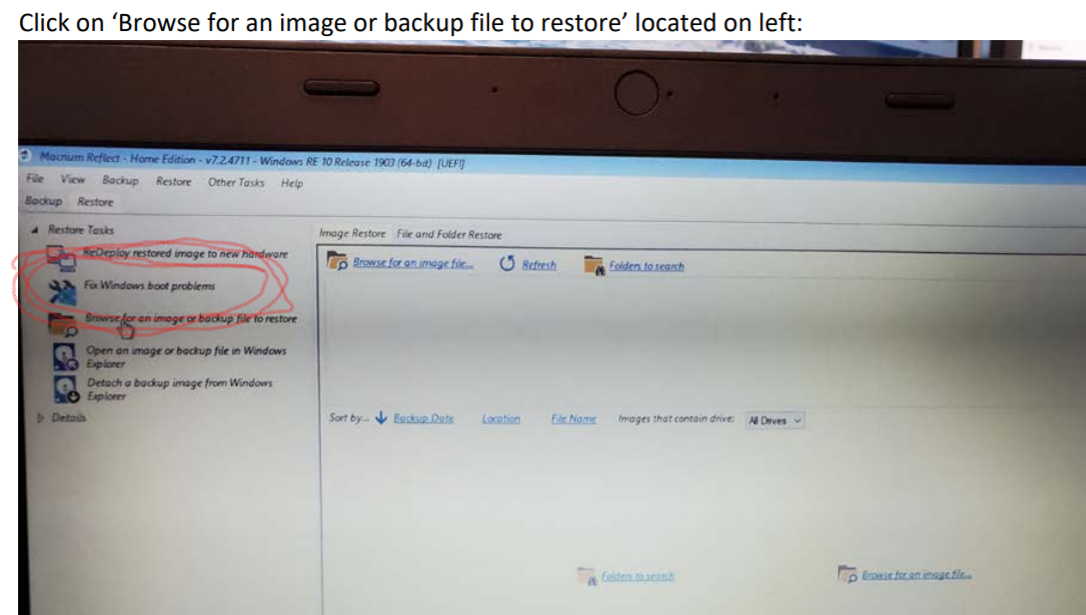 Click on ‘Browse for an image or backup file to restore’ located on left:
Macrium Reflect - Home Edition - v7.2.4711 - Windows RE 10 Release 1903 (64-bit) [UEFI]
File View Backup Restore Other Tasks Help
Backup Restore
Restore Tasks
ReDeploy restored image to new hardware
Fix Windows boot problems
Browse for an image or backup file to restore
Open an image or backup file in Windows
Explorer
Detach a backup image from Windows
Explorer
Details
Image Restore File and Folder Restore
Browse for an image file... Refresh Folders to search
Sort by... Backup Date Location File Name Images that contain drive: All Drives
Folders to search Browse for an image file...